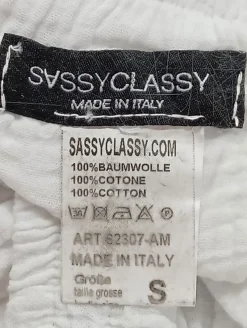 SASSYCLASSY
MADE IN ITALY
SASSYCLASSY.COM
100%BAUMWOLLE
100%COTONE
100%COTTON
ART 62307-AM
MADE IN ITALY
Größe
taille grosse
S